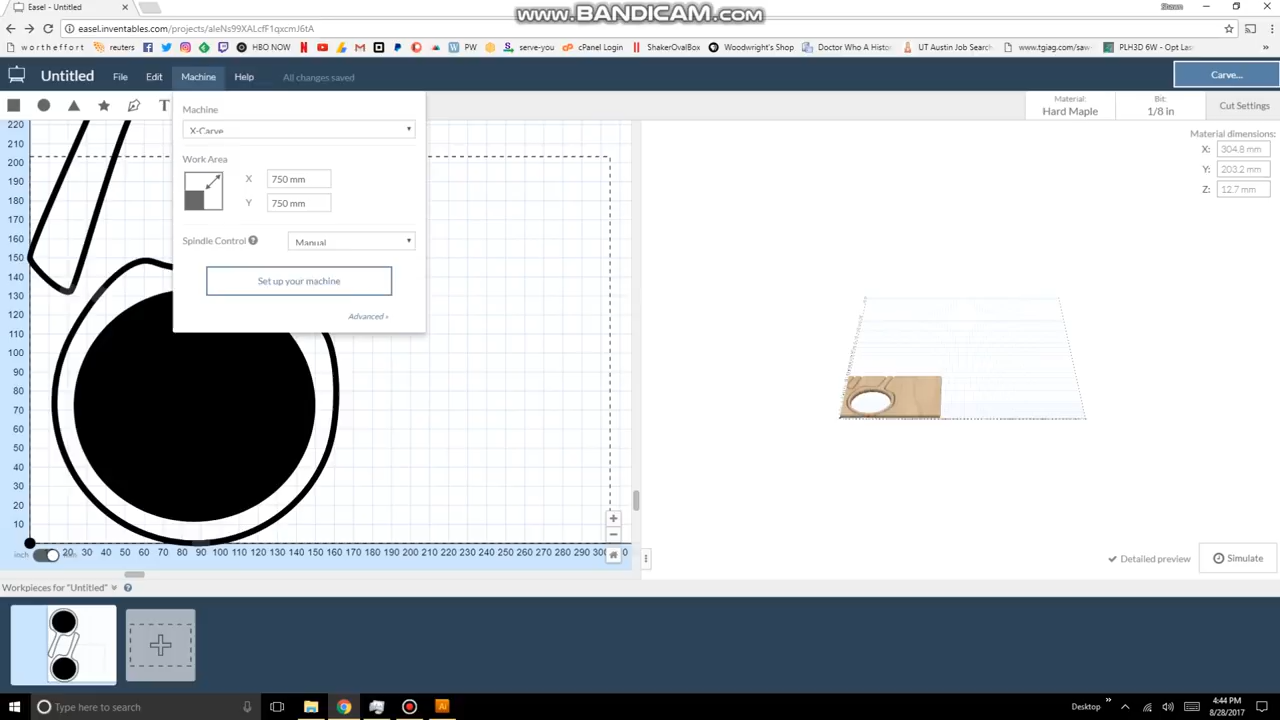 Easel - Untitled
www.BANDICAM.com
Shawn
easel.inventables.com/projects/aIeNs99XALcfF1qxcmJ6tA
w o r t h e f f o r t
reuters
HBO NOW
PW
serve-you
cPanel Login
ShakerOvalBox
Woodwright's Shop
Doctor Who A Histo
UT Austin Job Search
www.tgiag.com/saw-
PLH3D 6W - Opt Las
Untitled
File
Edit
Machine
Help
All changes saved
Carve...
T
Material:
Hard Maple
Bit:
1/8 in
Cut Settings
Machine
X-Carve
Work Area
X 750 mm
Y 750 mm
Spindle Control
Manual
Set up your machine
Advanced »
Material dimensions:
X: 304.8 mm
Y: 203.2 mm
Z: 12.7 mm
220
210
200
190
180
170
160
150
140
130
120
110
100
90
80
70
60
50
40
30
20
10
inch
20 30 40 50 60 70 80 90 100 110 120 130 140 150 160 170 180 190 200 210 220 230 240 250 260 270 280 290 300
Detailed preview
Simulate
Workpieces for "Untitled"
Type here to search
Desktop
4:44 PM
8/28/2017